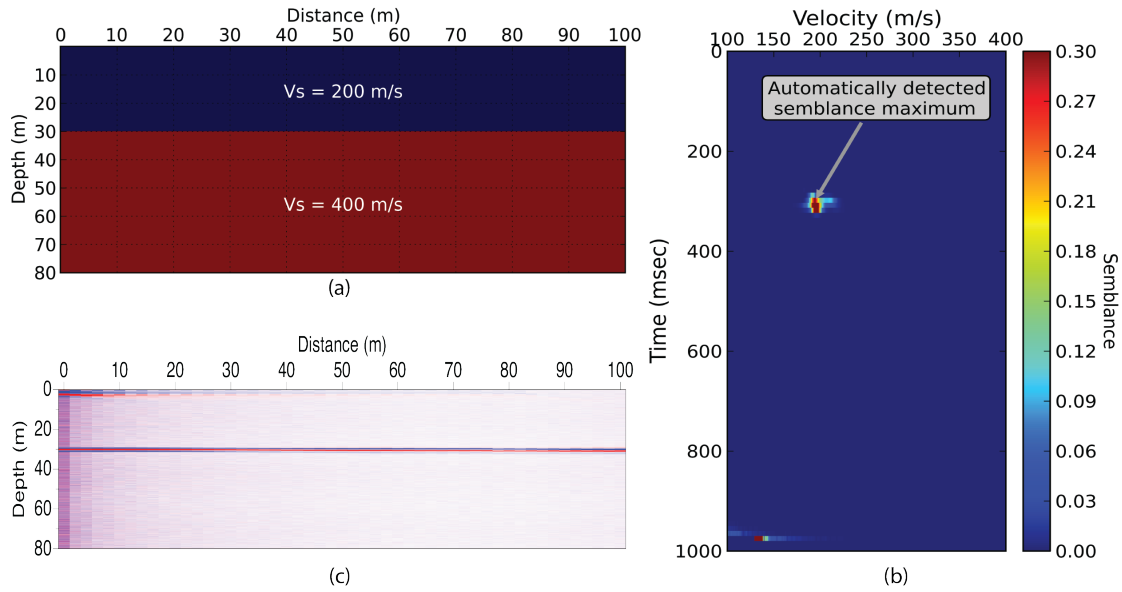 Distance (m)
0 10 20 30 40 50 60 70 80 90 100
Depth (m)
10
20
30
40
50
60
70
80
Vs = 200 m/s
Vs = 400 m/s
(a)
Distance (m)
0 10 20 30 40 50 60 70 80 90 100
Depth (m)
0
20
40
60
80
(c)
Velocity (m/s)
100 150 200 250 300 350 400
Time (msec)
0
200
400
600
800
1000
Automatically detected
semblance maximum
0.30
0.27
0.24
0.21
0.18
0.15
0.12
0.09
0.06
0.03
0.00
Semblance
(b)